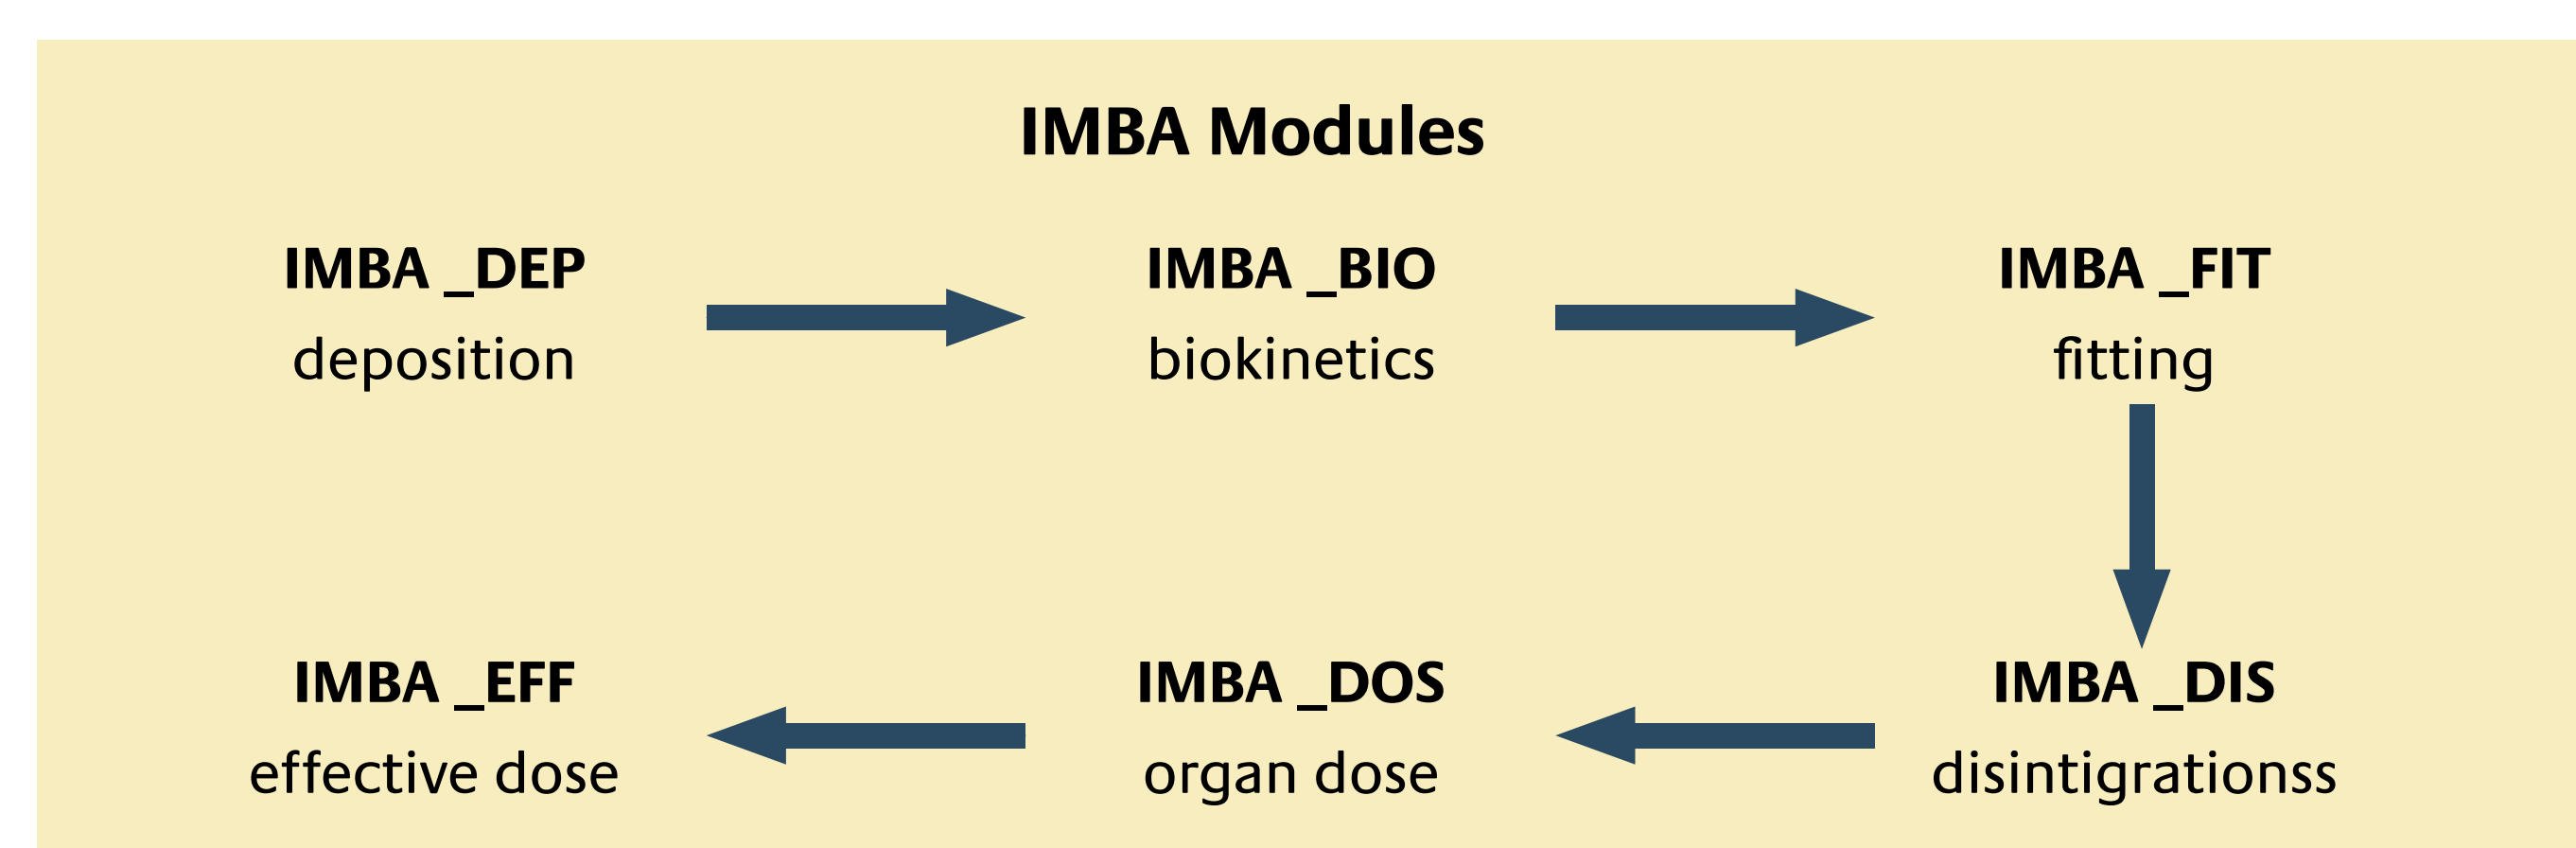 IMBA Modules
IMBA _DEP
deposition
IMBA _BIO
biokinetics
IMBA _FIT
fitting
IMBA _EFF
effective dose
IMBA _DOS
organ dose
IMBA _DIS
disintigrationss